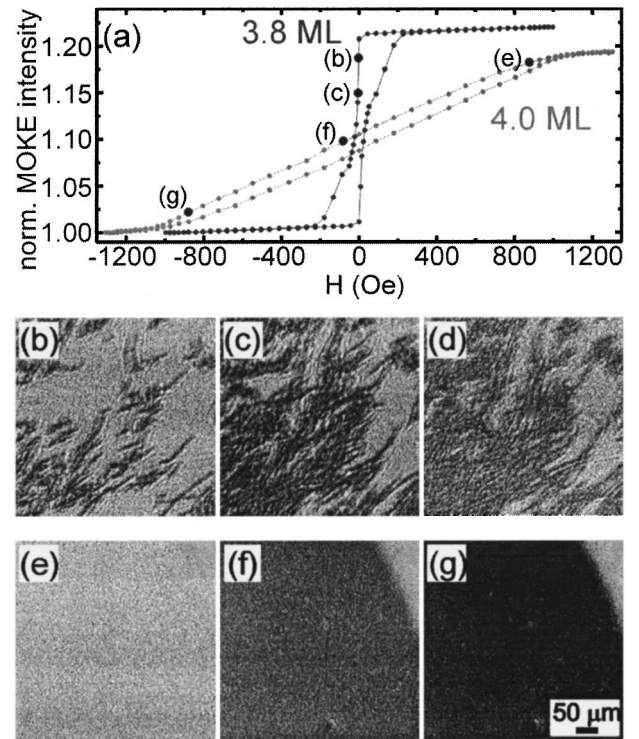 (a)
3.8 ML
4.0 ML
(b)
(c)
(e)
(f)
(g)
norm. MOKE intensity
1.20
1.15
1.10
1.05
1.00
-1200 -800 -400 0 400 800 1200
H (Oe)
(b) (c) (d)
(e) (f) (g)
50 μm